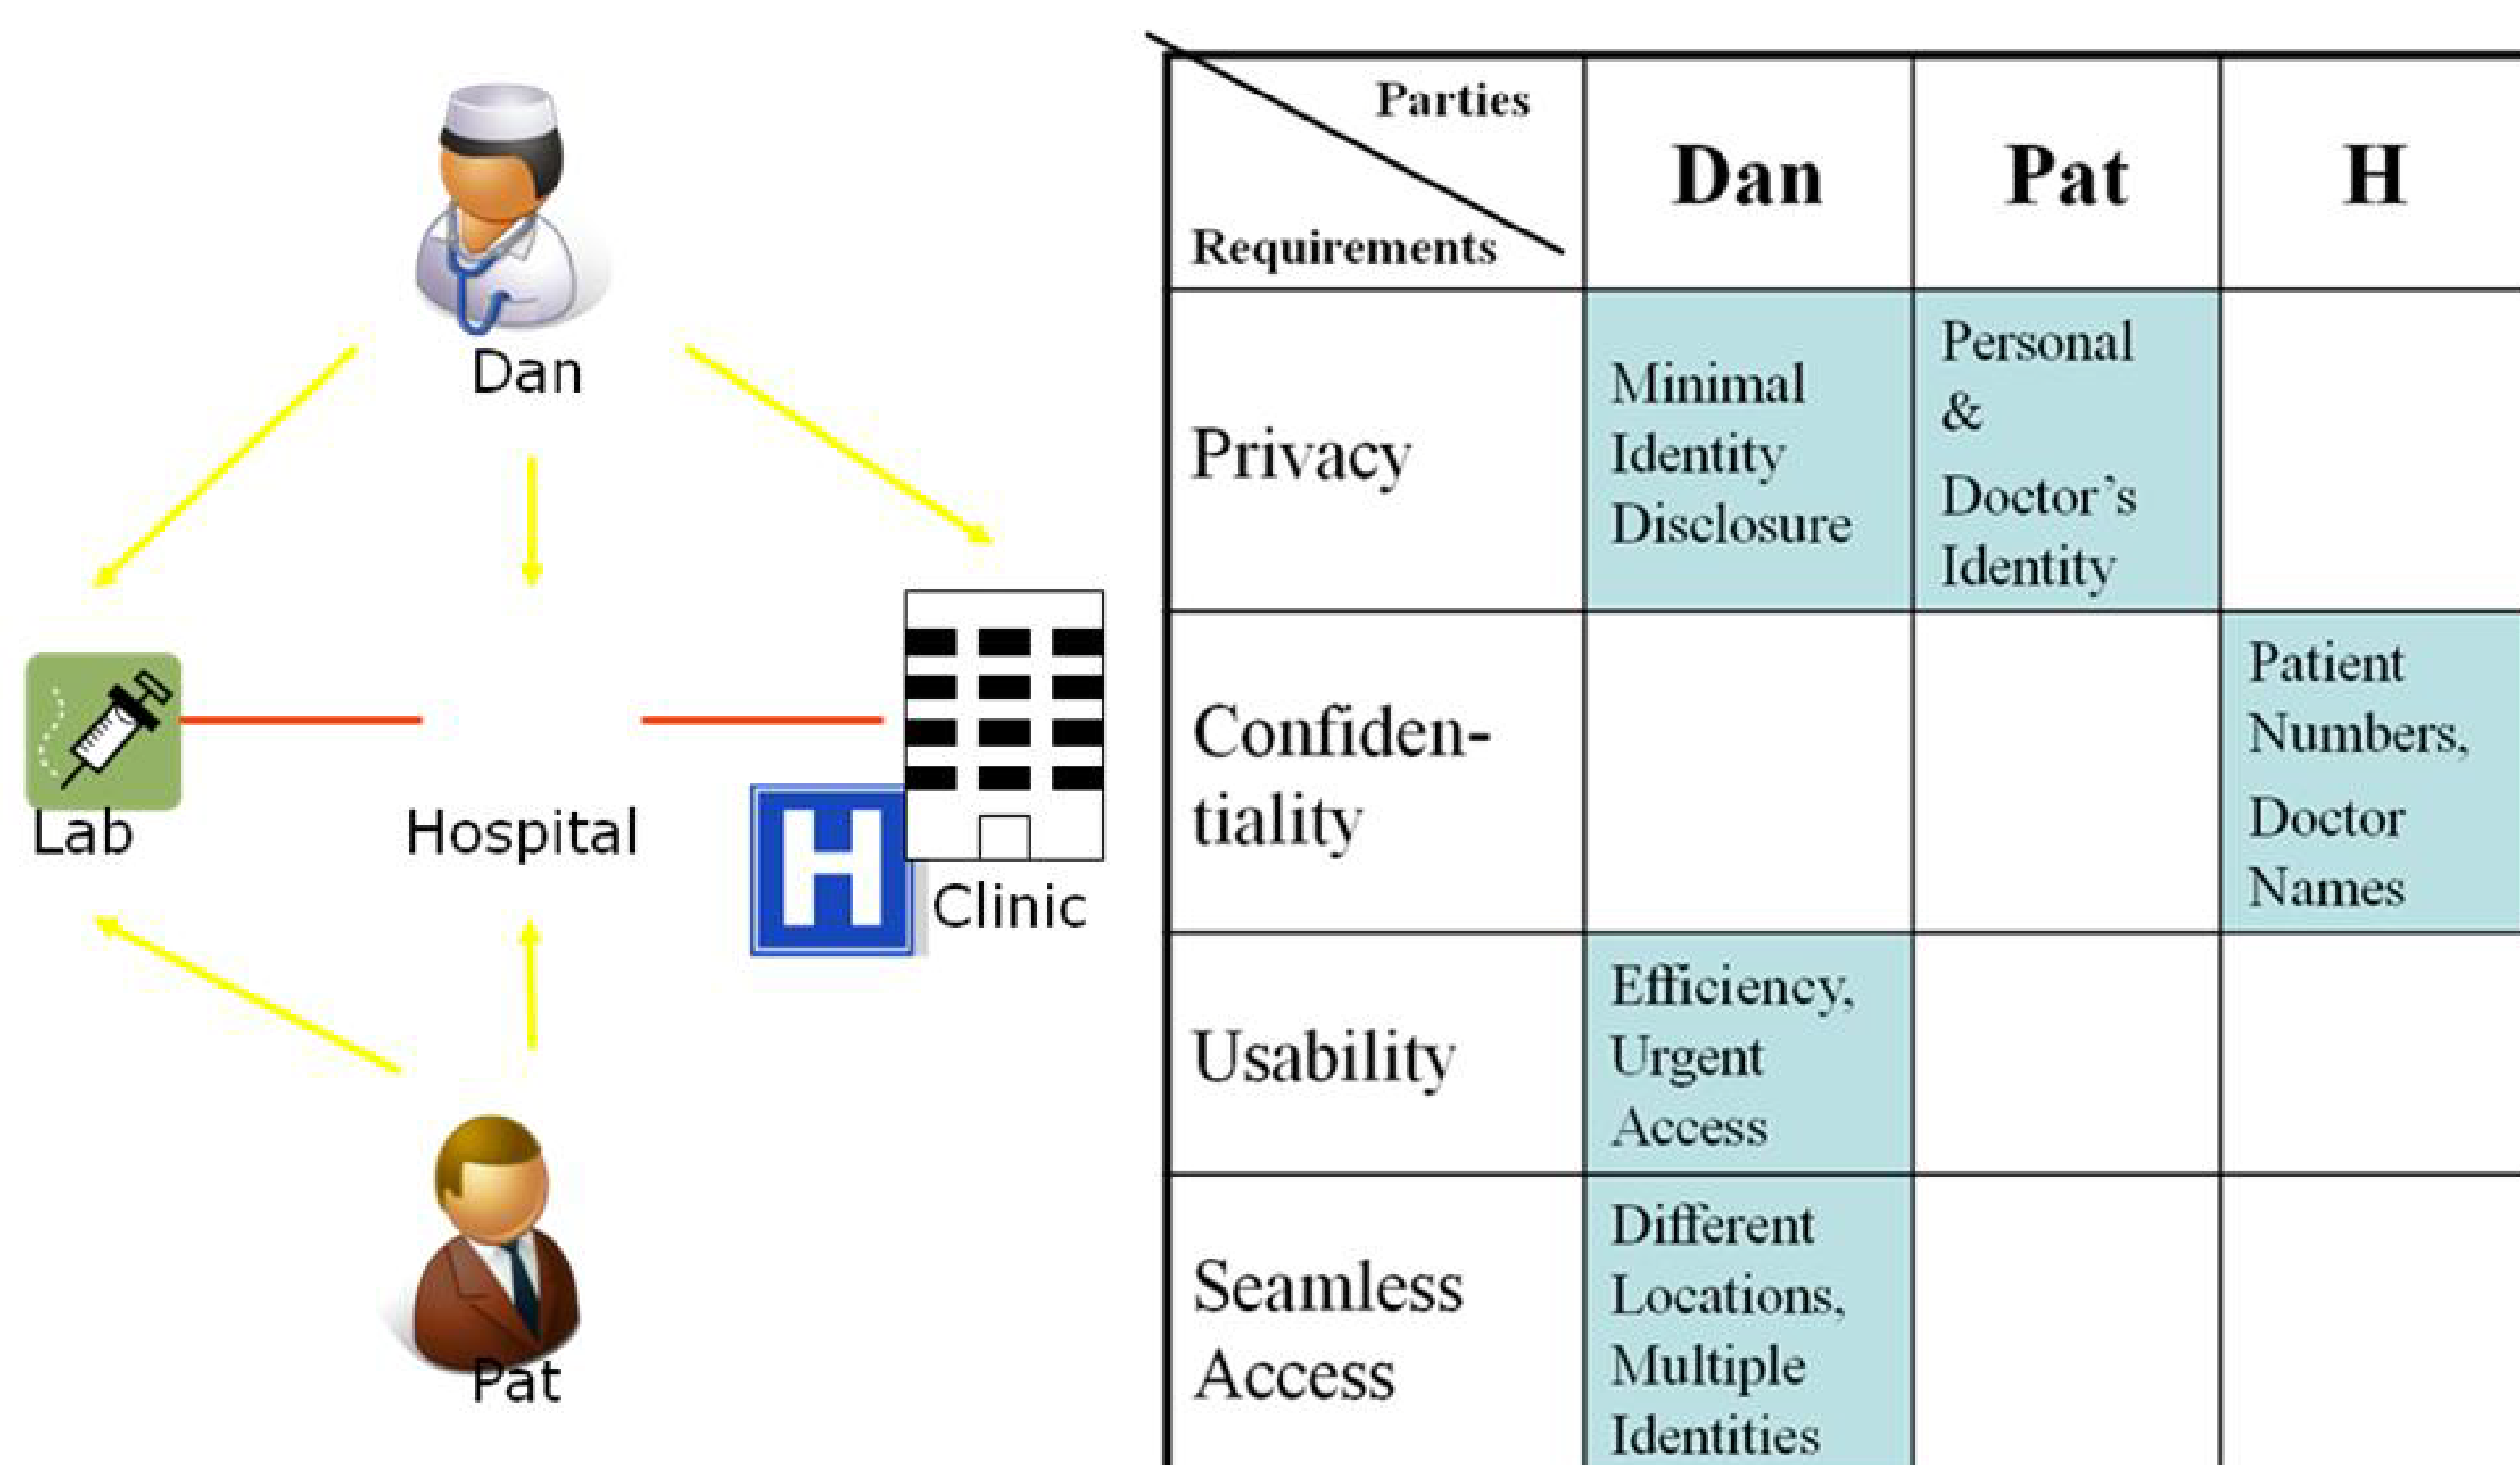 Dan
Lab
Hospital
H
Clinic
Pat
Parties
Requirements
Dan
Pat
H
Privacy
Minimal
Identity
Disclosure
Personal
&
Doctor’s
Identity
Confiden-
tiality
Patient
Numbers,
Doctor
Names
Usability
Efficiency,
Urgent
Access
Seamless
Access
Different
Locations,
Multiple
Identities